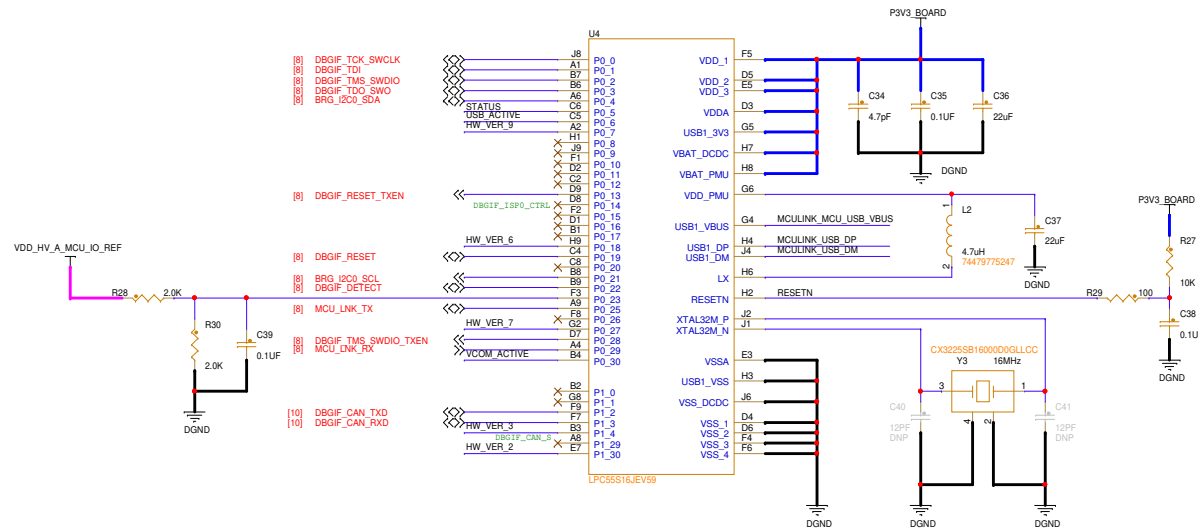 P3V3_BOARD
U4
[8] DBGIF_TCK_SWCLK J8 P0_0 VDD_1 F5
[8] DBGIF_TDI A1 P0_1
[8] DBGIF_TMS_SWDIO B7 P0_2 VDD_2 D5
[8] DBGIF_TDO_SWO B6 P0_3 VDD_3 E5
[8] BRG_I2C0_SDA A6 P0_4
STATUS C6 P0_5 VDDA D3
USB_ACTIVE C5 P0_6
HW_VER_9 A2 P0_7 USB1_3V3 G5
C34 4.7pF
C35 0.1UF
C36 22uF
H1 P0_8
J9 P0_9 VBAT_DCDC H7
F1 P0_10
D2 P0_11 VBAT_PMU H8
DGND
C2 P0_12
[8] DBGIF_RESET_TXEN D9 P0_13 VDD_PMU G6
DBGIF_ISP0_CTRL D8 P0_14
F2 P0_15
D1 P0_16 USB1_VBUS G4 MCULINK_MCU_USB_VBUS
B1 P0_17
HW_VER_6 H9 P0_18 USB1_DP H4 MCULINK_USB_DP
[8] DBGIF_RESET C4 P0_19 USB1_DM J4 MCULINK_USB_DM
1 L2
4.7uH
74479775247
2
C37
22uF
DGND
P3V3_BOARD
R27
10K
C8 P0_20
[8] BRG_I2C0_SCL B8 P0_21 LX H6
[8] DBGIF_DETECT B9 P0_22
F3 P0_23 RESETN H2 RESETN
R29 100
C38
0.1U
DGND
VDD_HV_A_MCU_IO_REF
R28 2.0K
R30
2.0K
C39
0.1UF
DGND
[8] MCU_LNK_TX A9 P0_25
F8 P0_26 XTAL32M_P J2
HW_VER_7 G2 P0_27 XTAL32M_N J1
[8] DBGIF_TMS_SWDIO_TXEN D7 P0_28
[8] MCU_LNK_RX A4 P0_29
VCOM_ACTIVE B4 P0_30 VSSA E3
CX3225SB16000D0GLLCC
Y3 16MHz
3 1
4 2
USB1_VSS H3
B2 P1_0
G8 P1_1 VSS_DCDC J6
[10] DBGIF_CAN_TXD F9 P1_2
[10] DBGIF_CAN_RXD F7 P1_3 VSS_1 D4
HW_VER_3 B3 P1_4 VSS_2 D6
DBGIF_CAN_S A8 P1_29 VSS_3 F4
HW_VER_2 E7 P1_30 VSS_4 F6
C40
12PF
DNP
C41
12PF
DNP
LPC55S16JEV59
DGND
DGND
DGND